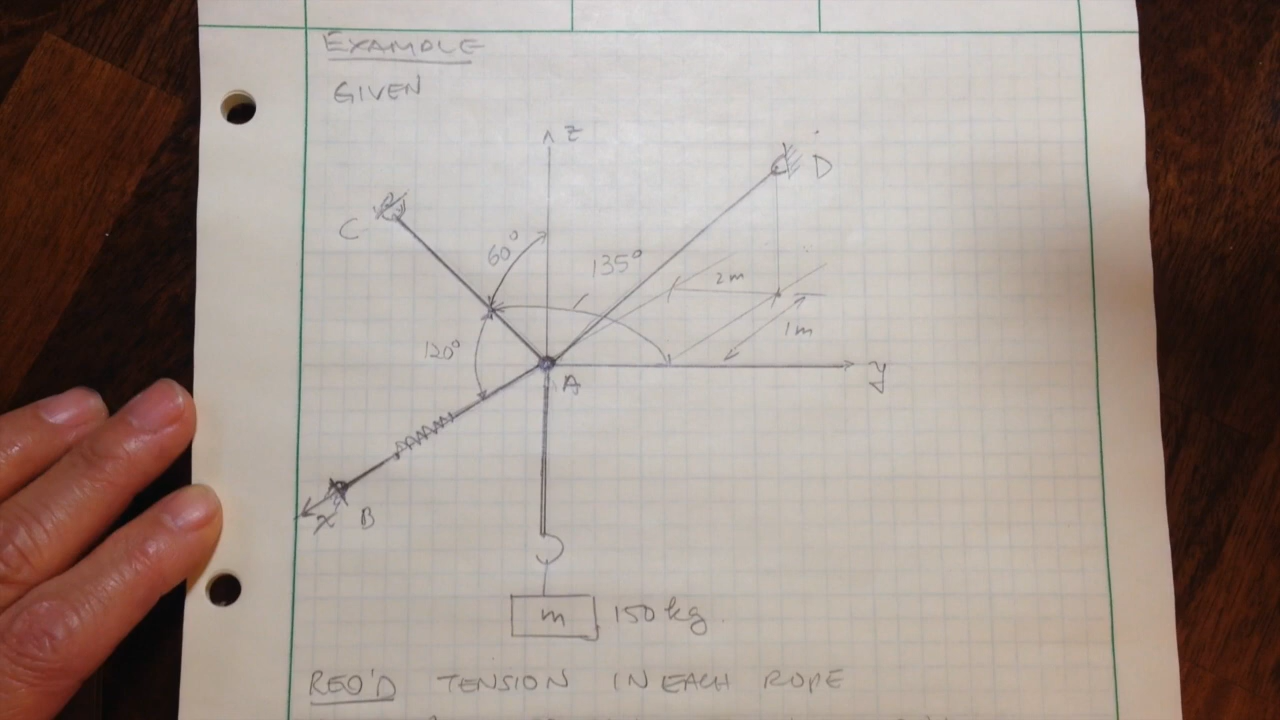 EXAMPLE
GIVEN
z
D
C
60°
135°
2m
1m
120°
A
y
x
B
m
150 kg.
REQ'D TENSION IN EACH ROPE